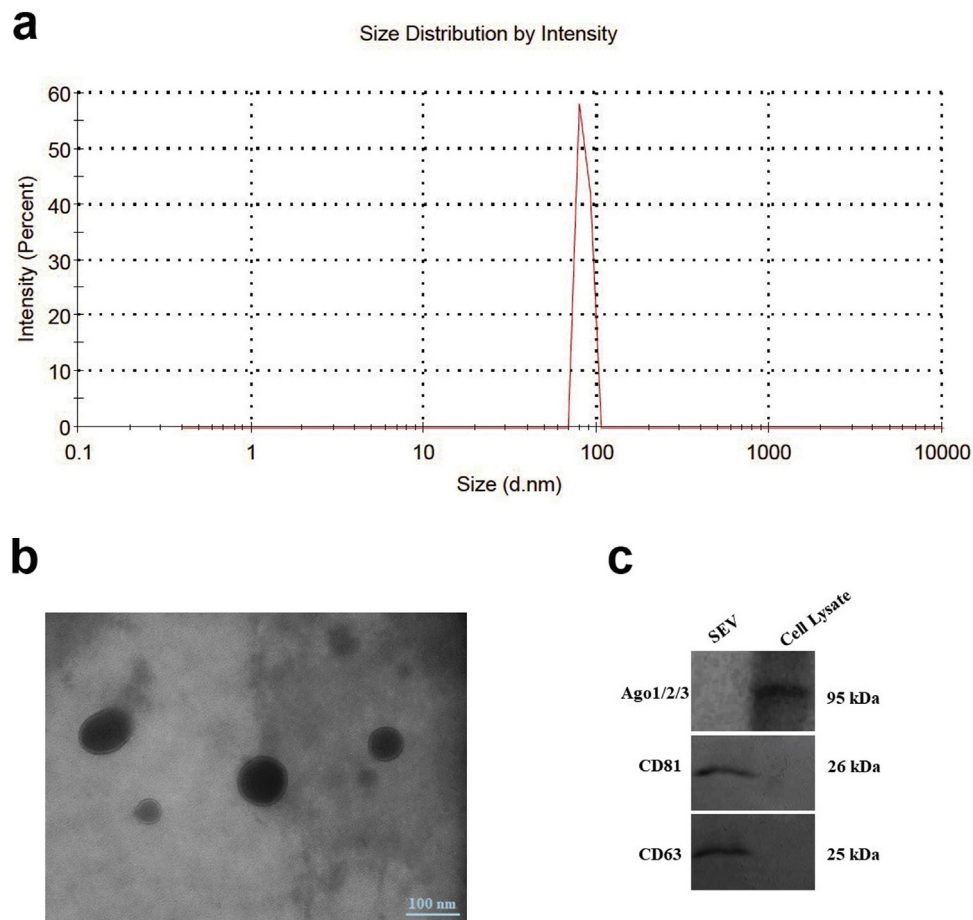 a
Size Distribution by Intensity
Intensity (Percent)
60
50
40
30
20
10
0
0.1 1 10 100 1000 10000
Size (d.nm)
b
100 nm
c
SEV Cell Lysate
Ago1/2/3 95 kDa
CD81 26 kDa
CD63 25 kDa